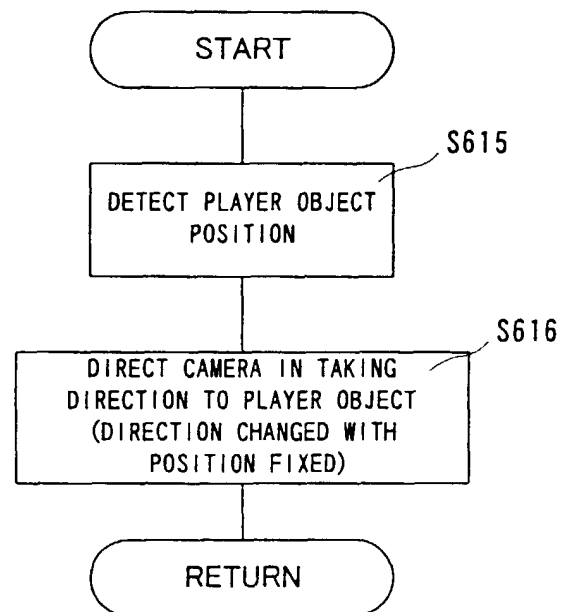 START
S615
DETECT PLAYER OBJECT
POSITION
S616
DIRECT CAMERA IN TAKING
DIRECTION TO PLAYER OBJECT
(DIRECTION CHANGED WITH
POSITION FIXED)
RETURN